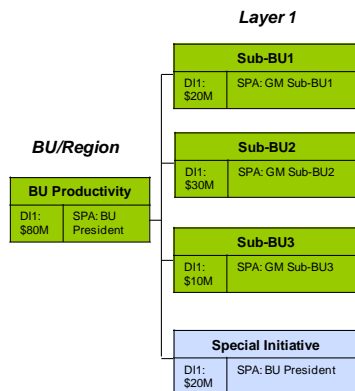 Layer 1
Sub-BU1
DI1: SPA: GM Sub-BU1
$20M
BU/Region
Sub-BU2
DI1: SPA: GM Sub-BU2
$30M
BU Productivity
DI1: SPA: BU
$80M President
Sub-BU3
DI1: SPA: GM Sub-BU3
$10M
Special Initiative
DI1: SPA: BU President
$20M